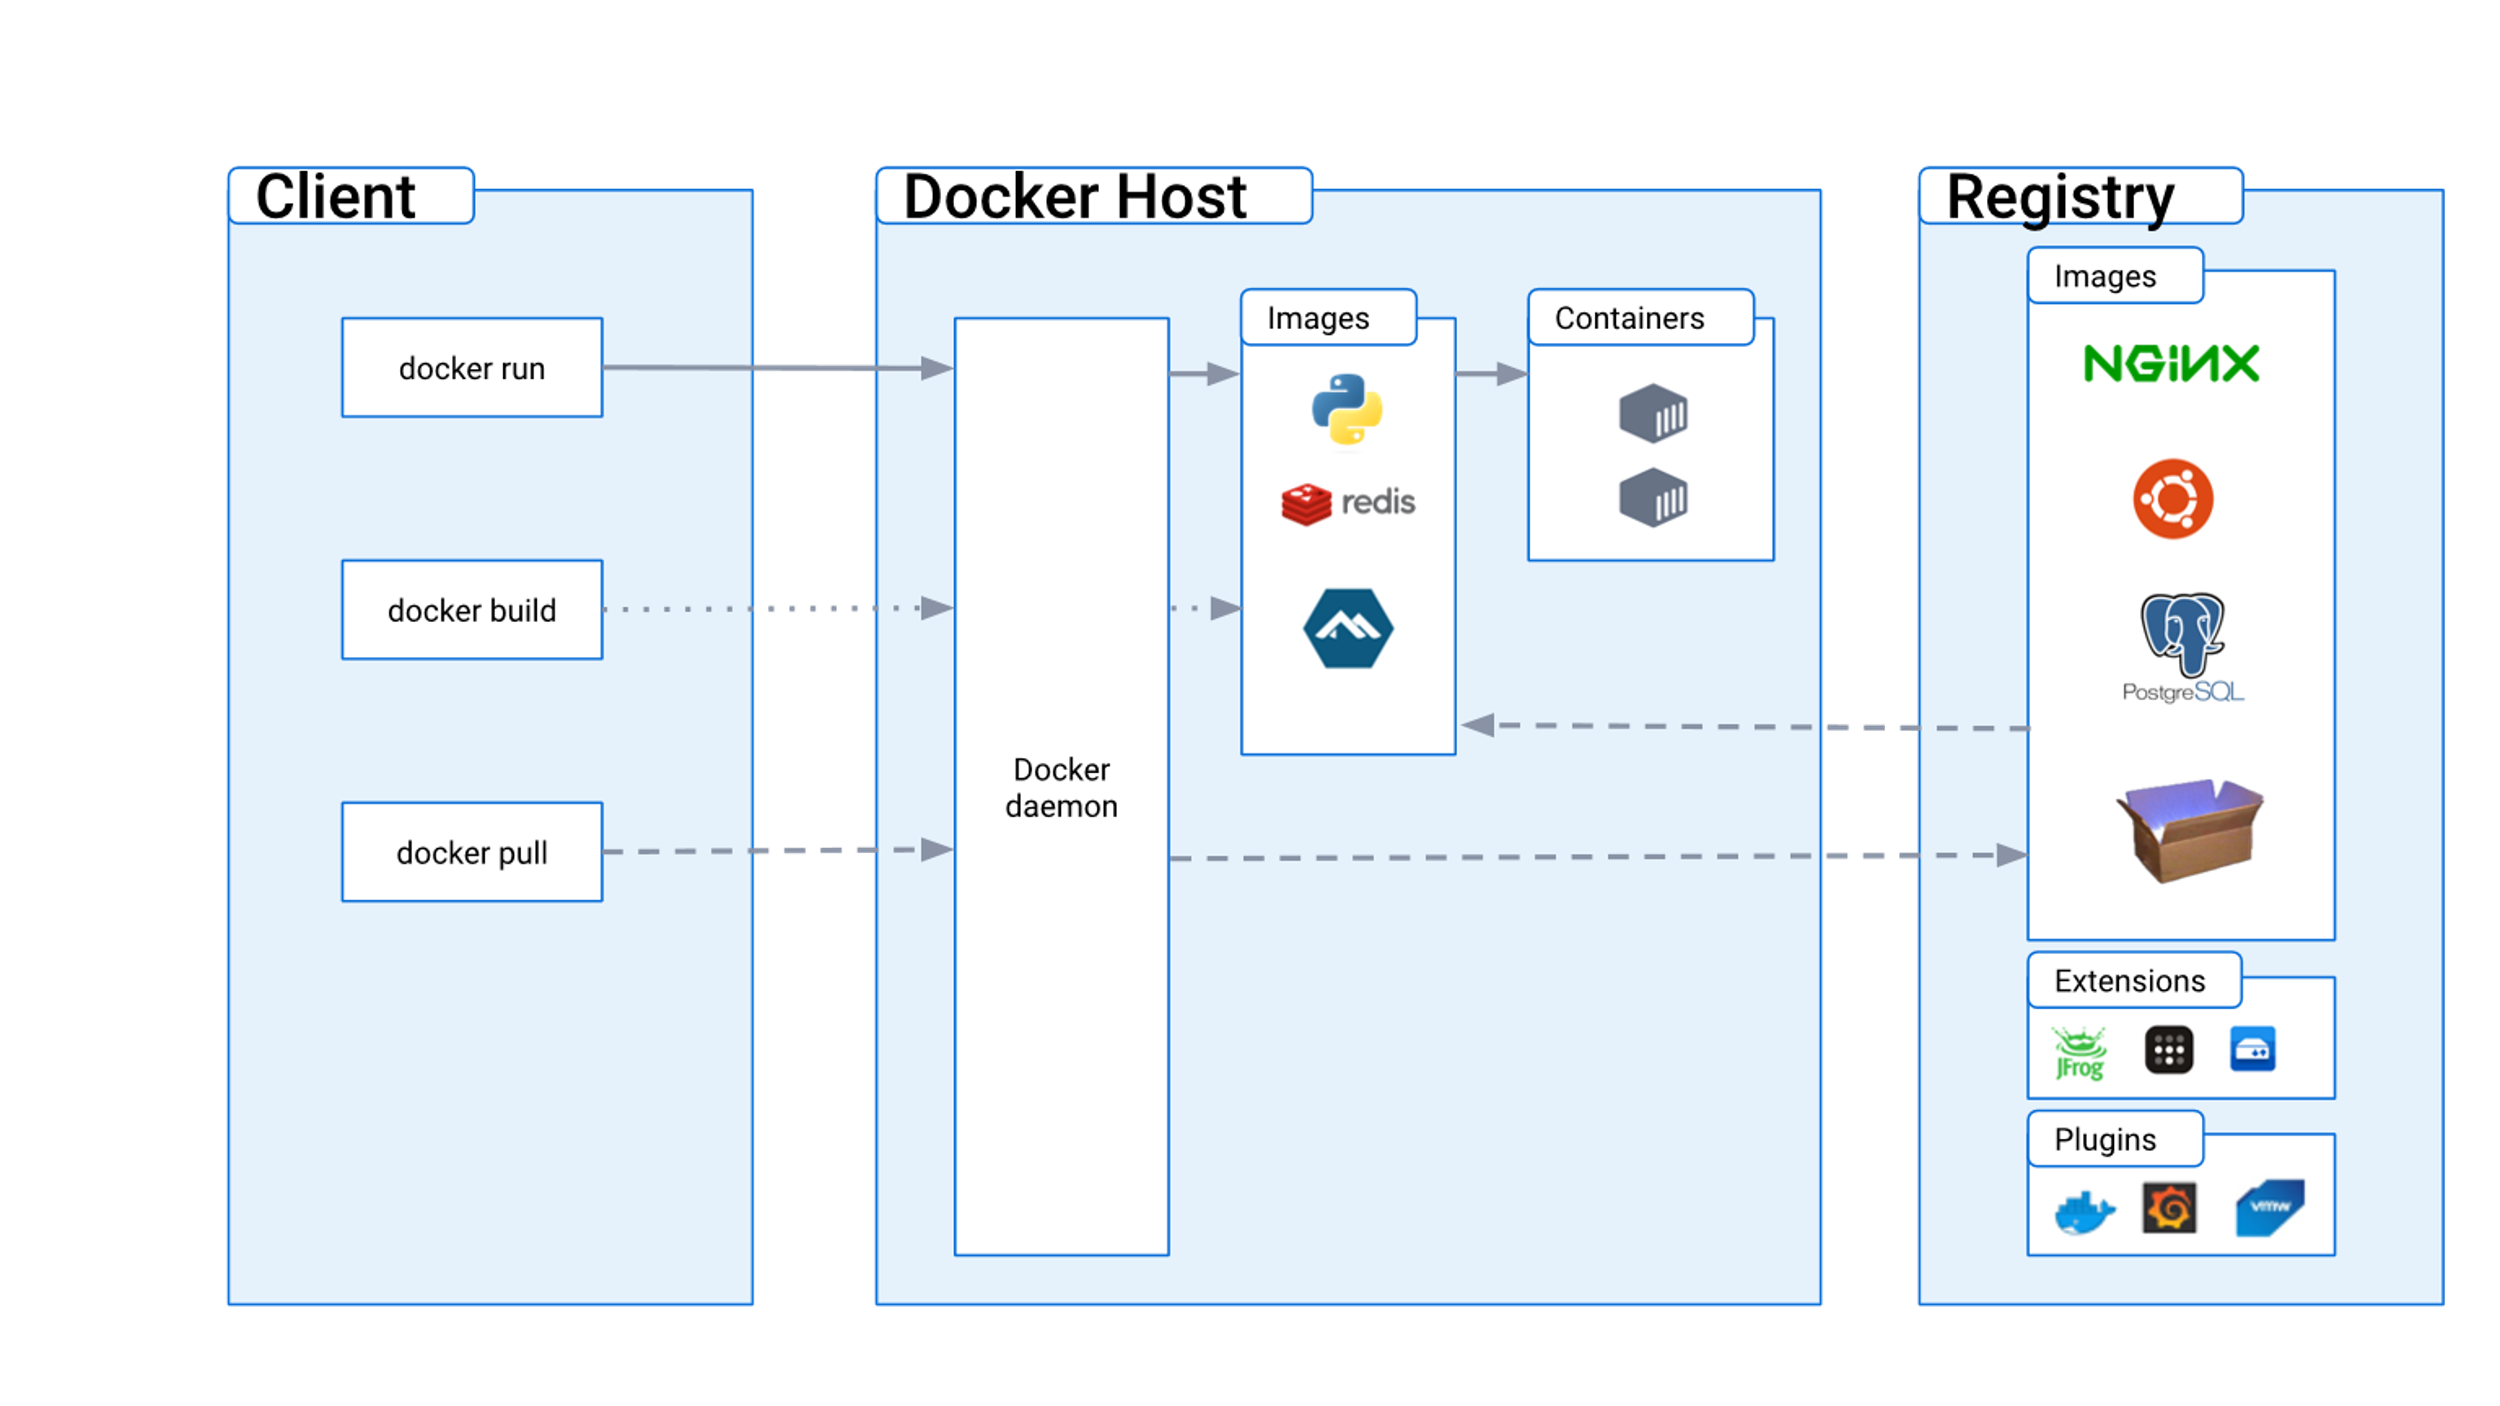 Client
docker run
docker build
docker pull
Docker Host
Docker
daemon
Images
redis
Containers
Registry
Images
NGINX
PostgreSQL
Extensions
JFrog
Plugins
vmw